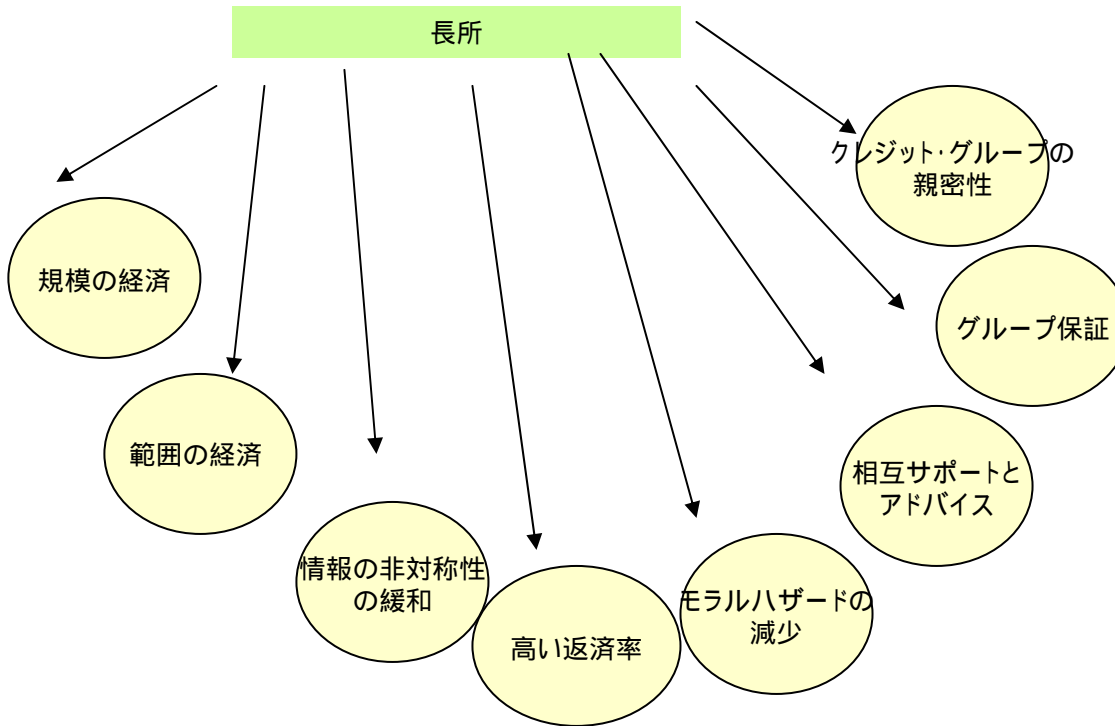 長所
クレジット・グループの
親密性
規模の経済
グループ保証
範囲の経済
相互サポートと
アドバイス
情報の非対称性
の緩和
高い返済率
モラルハザードの
減少